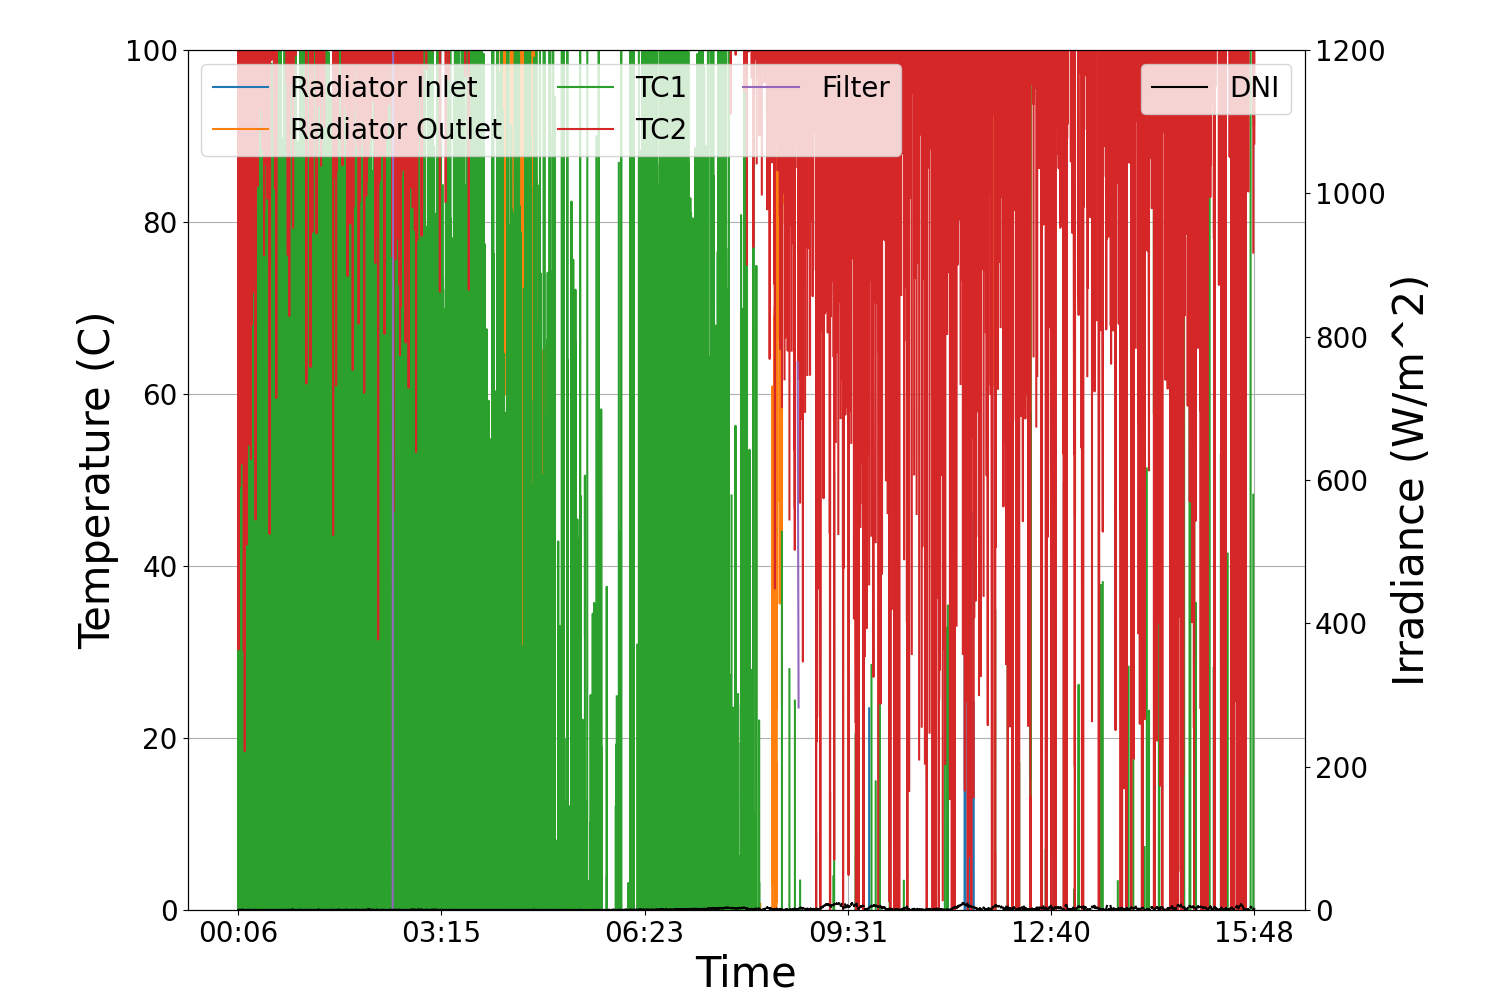 100
80
60
40
20
0
Temperature (C)
Radiator Inlet
Radiator Outlet
TC1
TC2
Filter
DNI
1200
1000
800
600
400
200
0
Irradiance (W/m^2)
00:06 03:15 06:23 09:31 12:40 15:48
Time